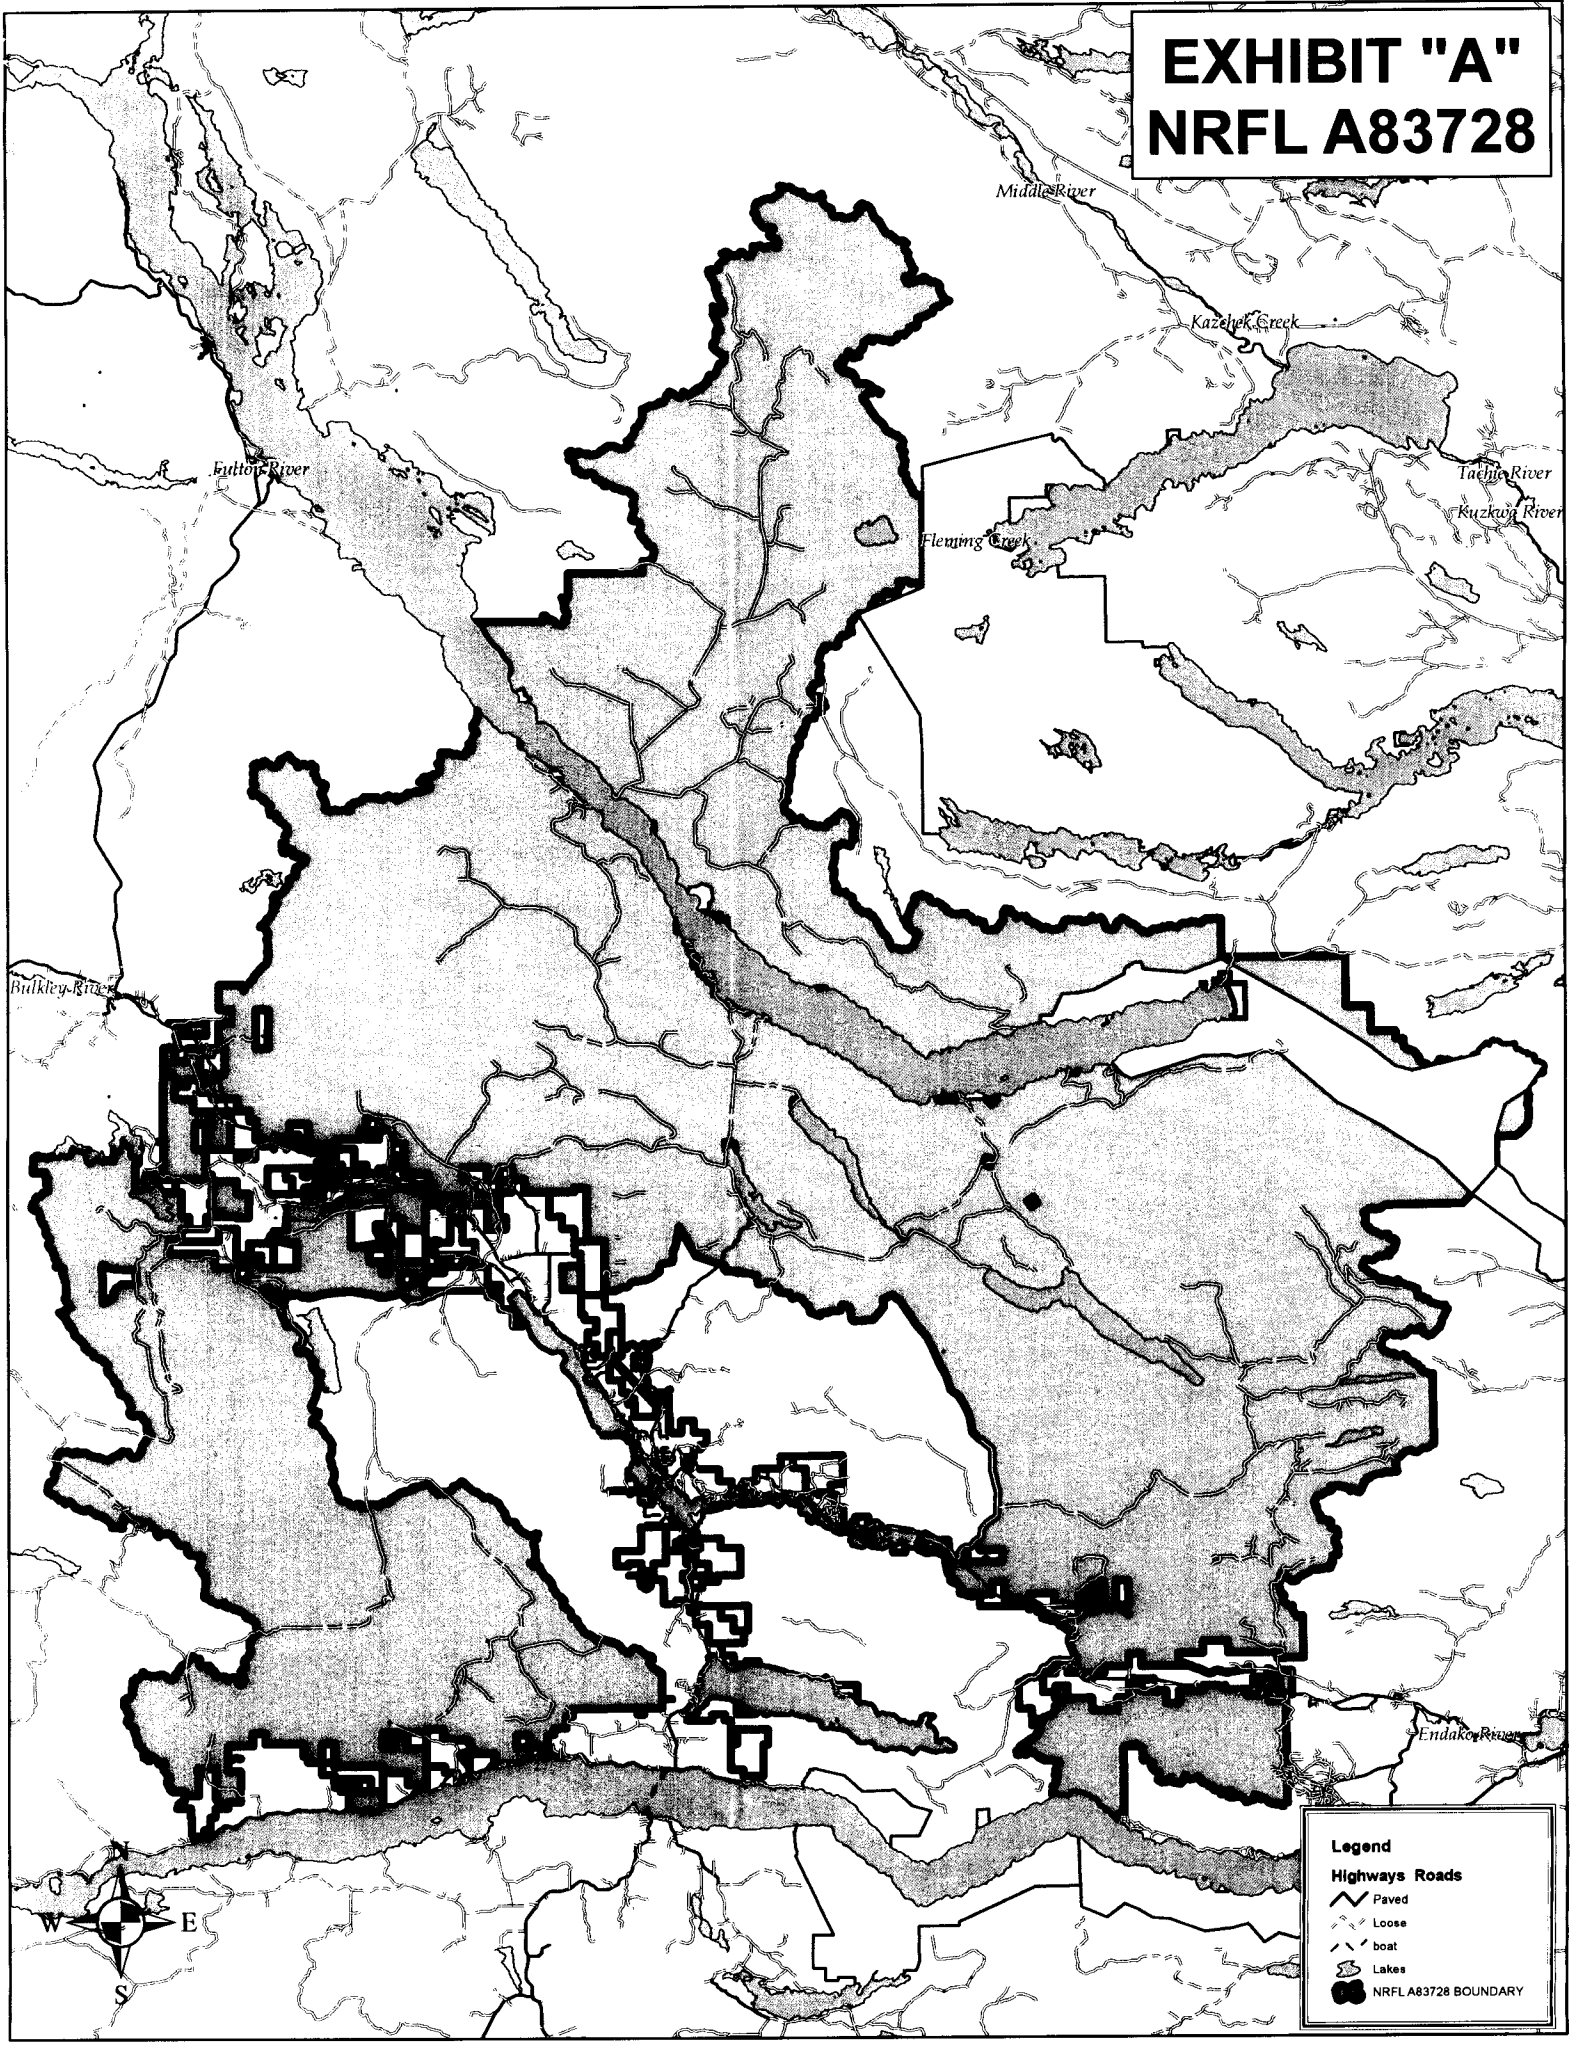 EXHIBIT "A"
NRFL A83728
Middle River
Kazchek Creek
Fulton River
Tachie River
Kuzkwa River
Fleming Creek
Bulkley River
Endako River
N
W
E
S
Legend
Highways Roads
Paved
Loose
boat
Lakes
NRFL A83728 BOUNDARY